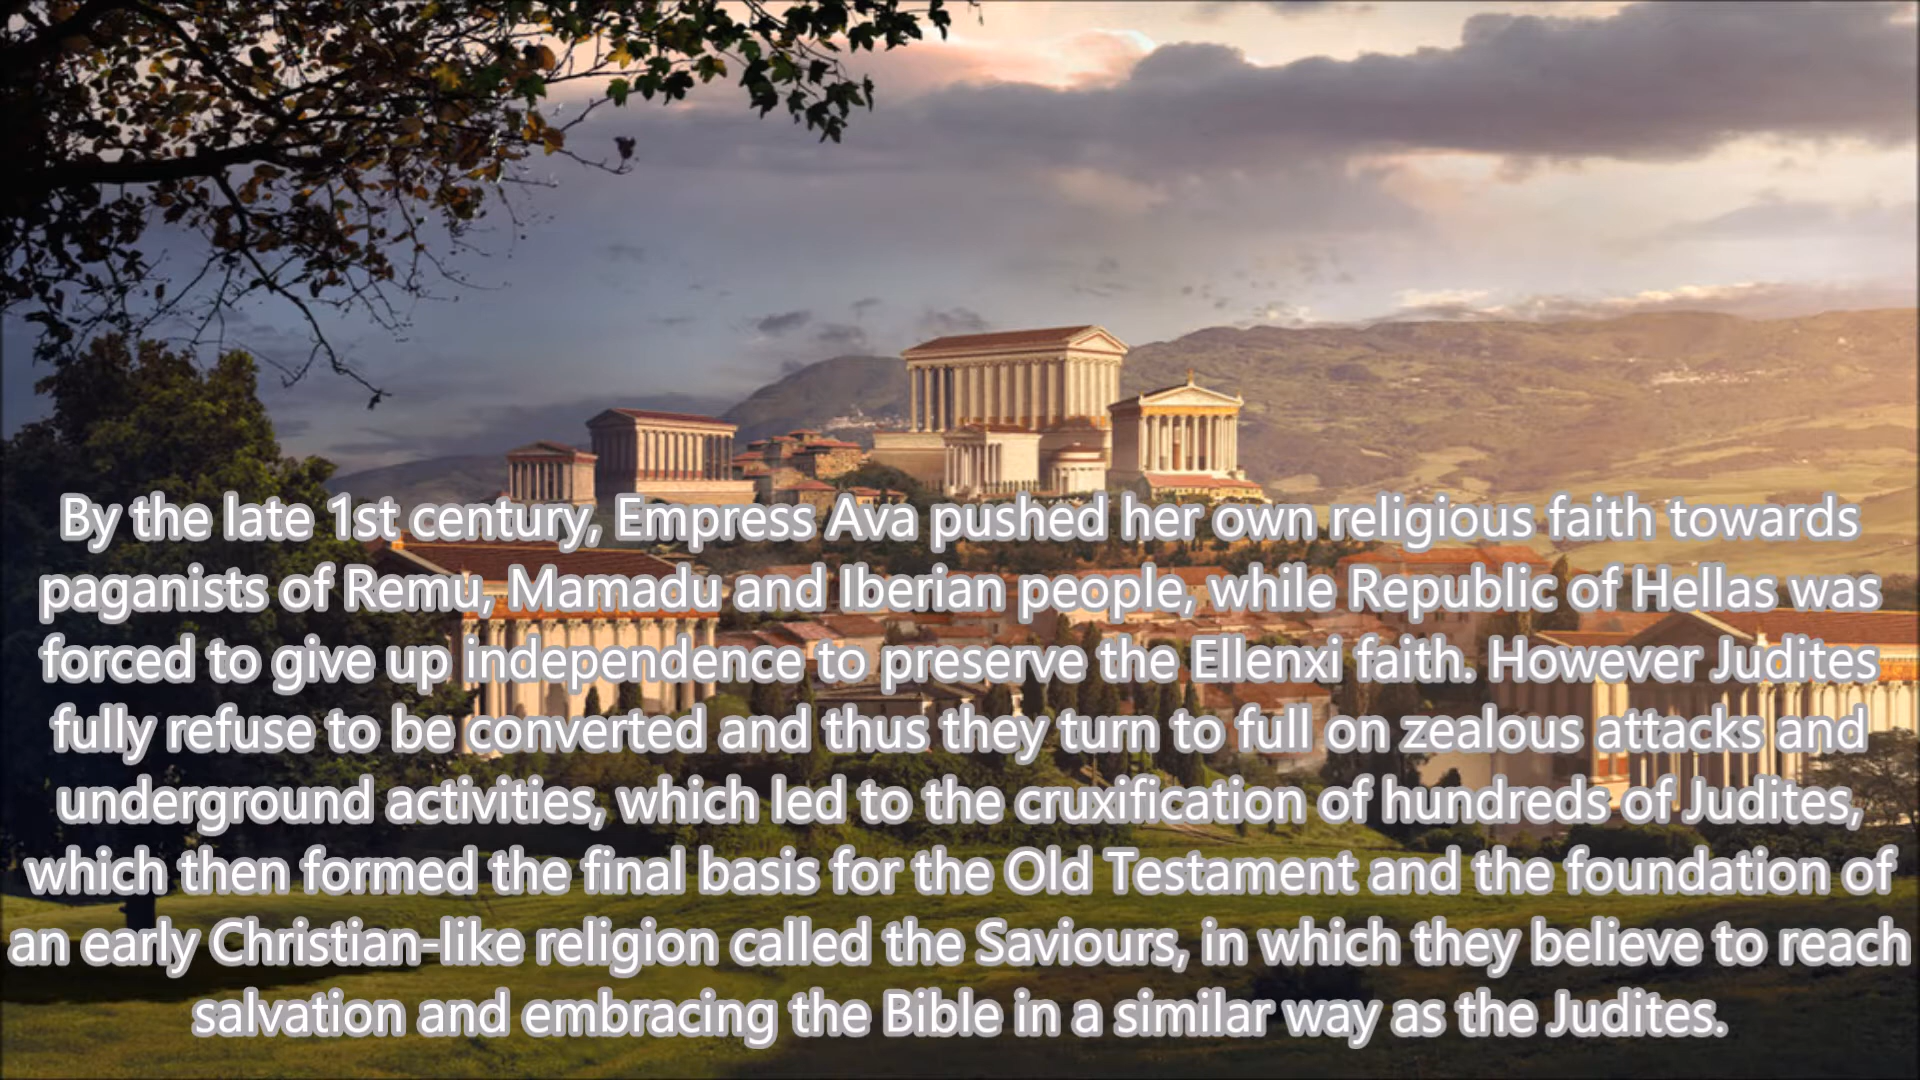 By the late 1st century, Empress Ava pushed her own religious faith towards
paganists of Remu, Mamadu and Iberian people, while Republic of Hellas was
forced to give up independence to preserve the Ellenxi faith. However Judites
fully refuse to be converted and thus they turn to full on zealous attacks and
underground activities, which led to the cruxification of hundreds of Judites,
which then formed the final basis for the Old Testament and the foundation of
an early Christian-like religion called the Saviours, in which they believe to reach
salvation and embracing the Bible in a similar way as the Judites.